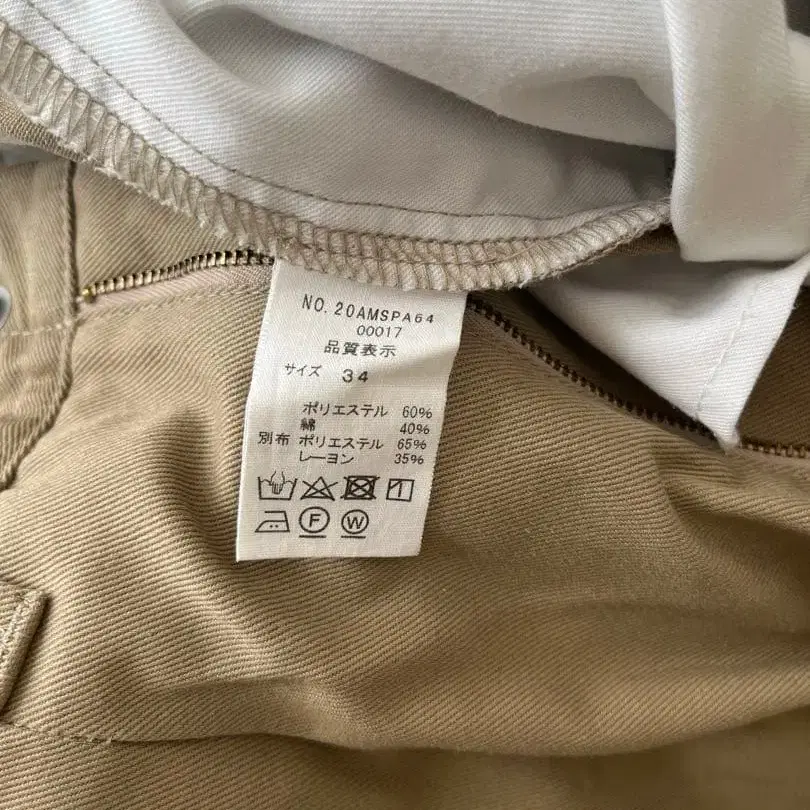 NO. 20AMSPA64
00017
品質表示
サイズ 34
ポリエステル 60%
綿 40%
別布 ポリエステル 65%
レーヨン 35%
F W